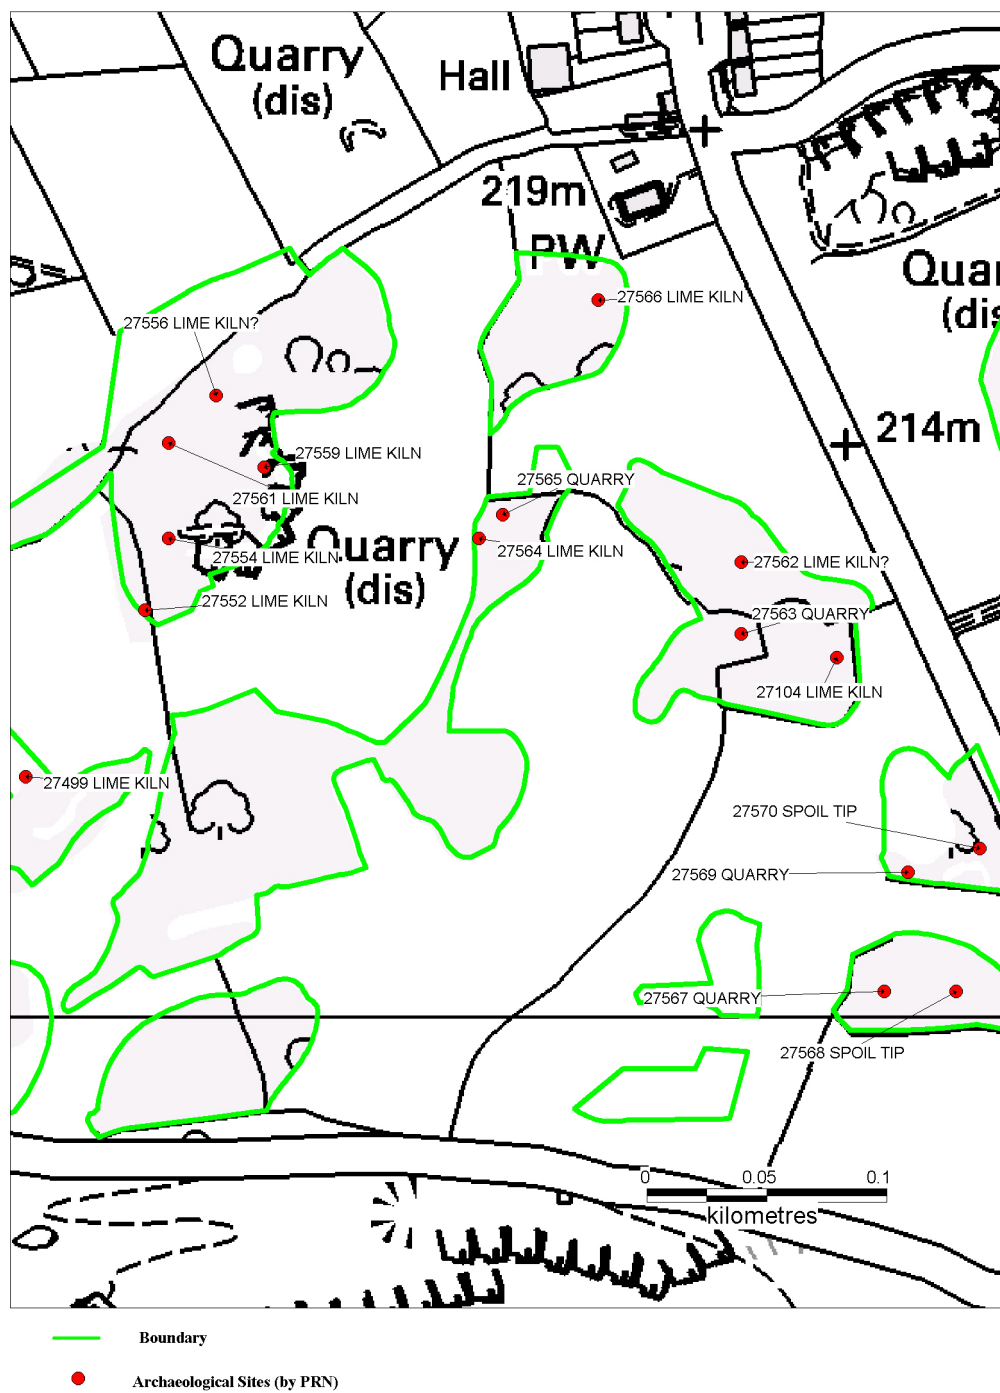 Quarry
(dis)
Hall
219m
PW
Quar
(dis
27566 LIME KILN
27556 LIME KILN?
214m
27559 LIME KILN
27565 QUARRY
27561 LIME KILN
Quarry
(dis)
27554 LIME KILN
27564 LIME KILN
27562 LIME KILN?
27552 LIME KILN
27563 QUARRY
27104 LIME KILN
27499 LIME KILN
27570 SPOIL TIP
27569 QUARRY
27567 QUARRY
27568 SPOIL TIP
0 0.05 0.1
kilometres
Boundary
Archaeological Sites (by PRN)